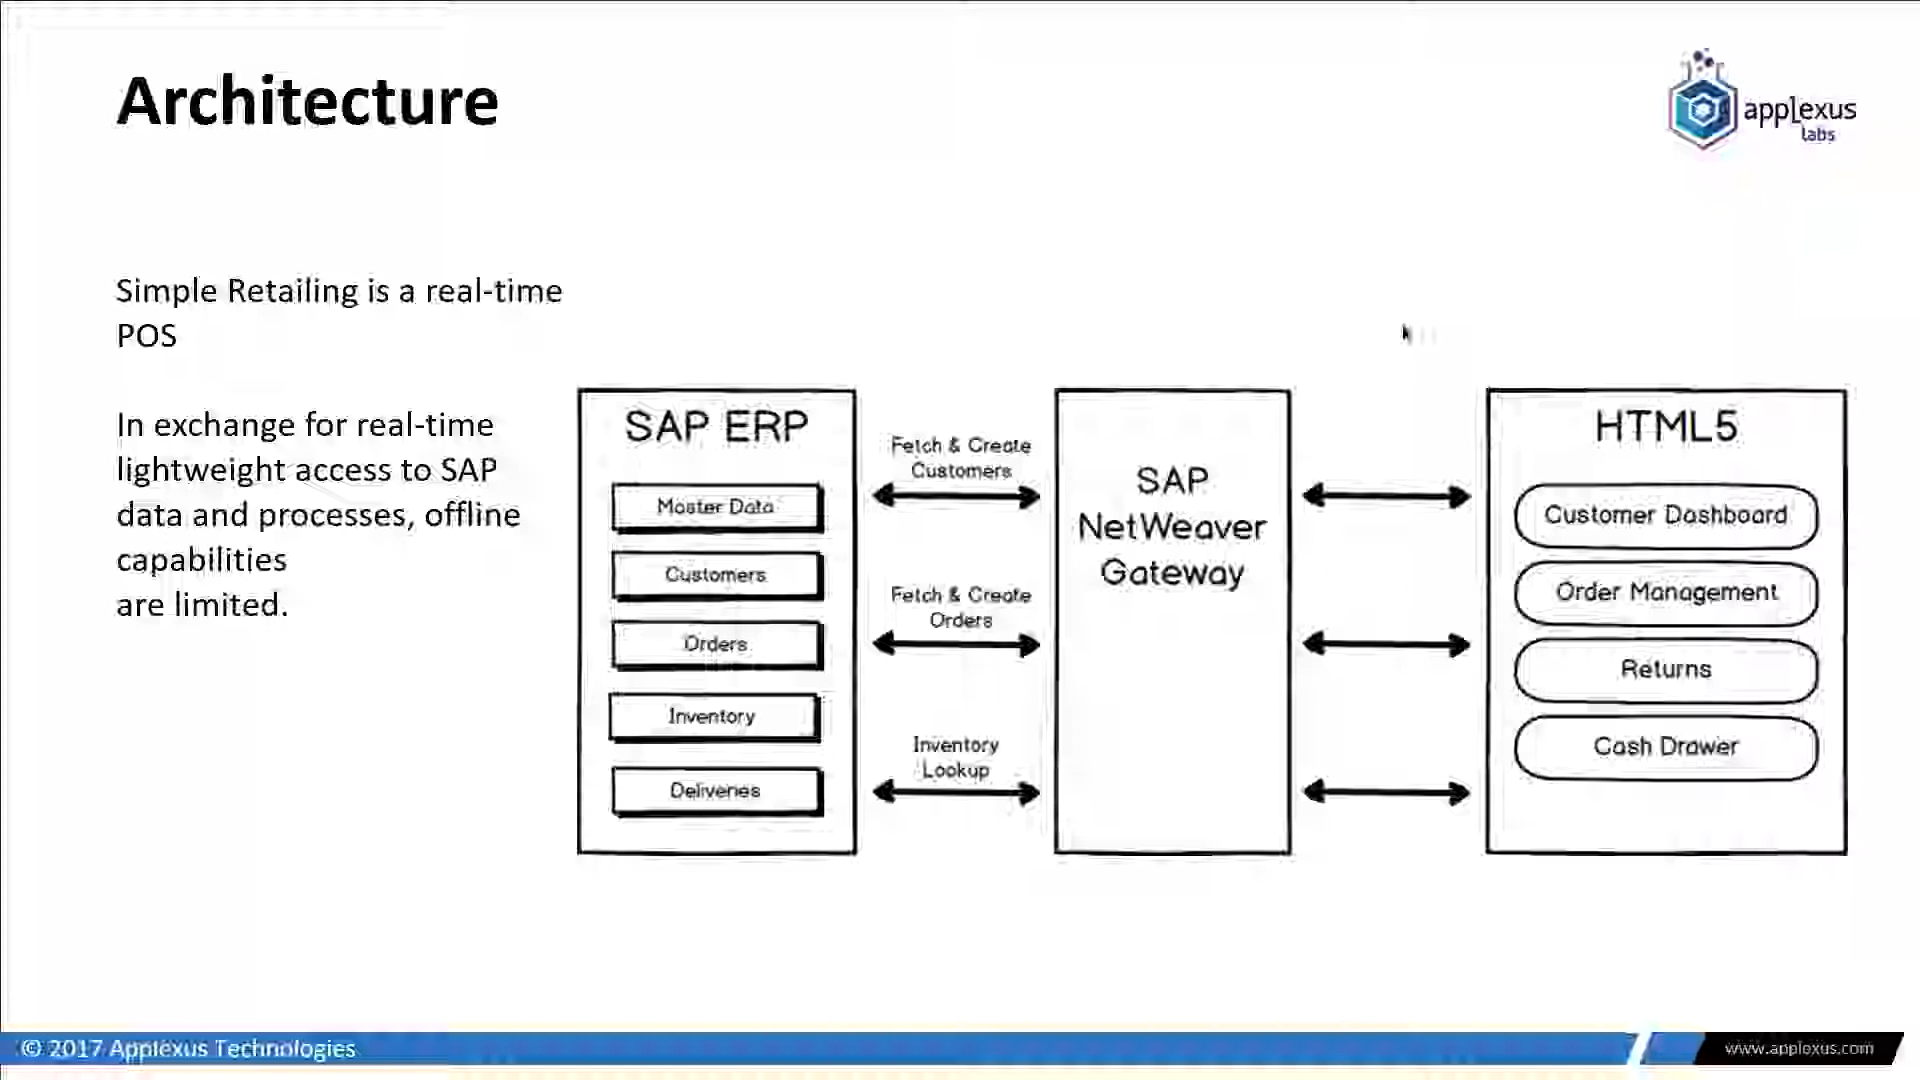 Architecture
applexus
labs
Simple Retailing is a real-time
POS
In exchange for real-time
lightweight access to SAP
data and processes, offline
capabilities
are limited.
SAP ERP
Master Data
Customers
Orders
Inventory
Deliveries
Fetch & Create
Customers
Fetch & Create
Orders
Inventory
Lookup
SAP
NetWeaver
Gateway
HTML5
Customer Dashboard
Order Management
Returns
Cash Drawer
© 2017 Applexus Technologies
www.applexus.com